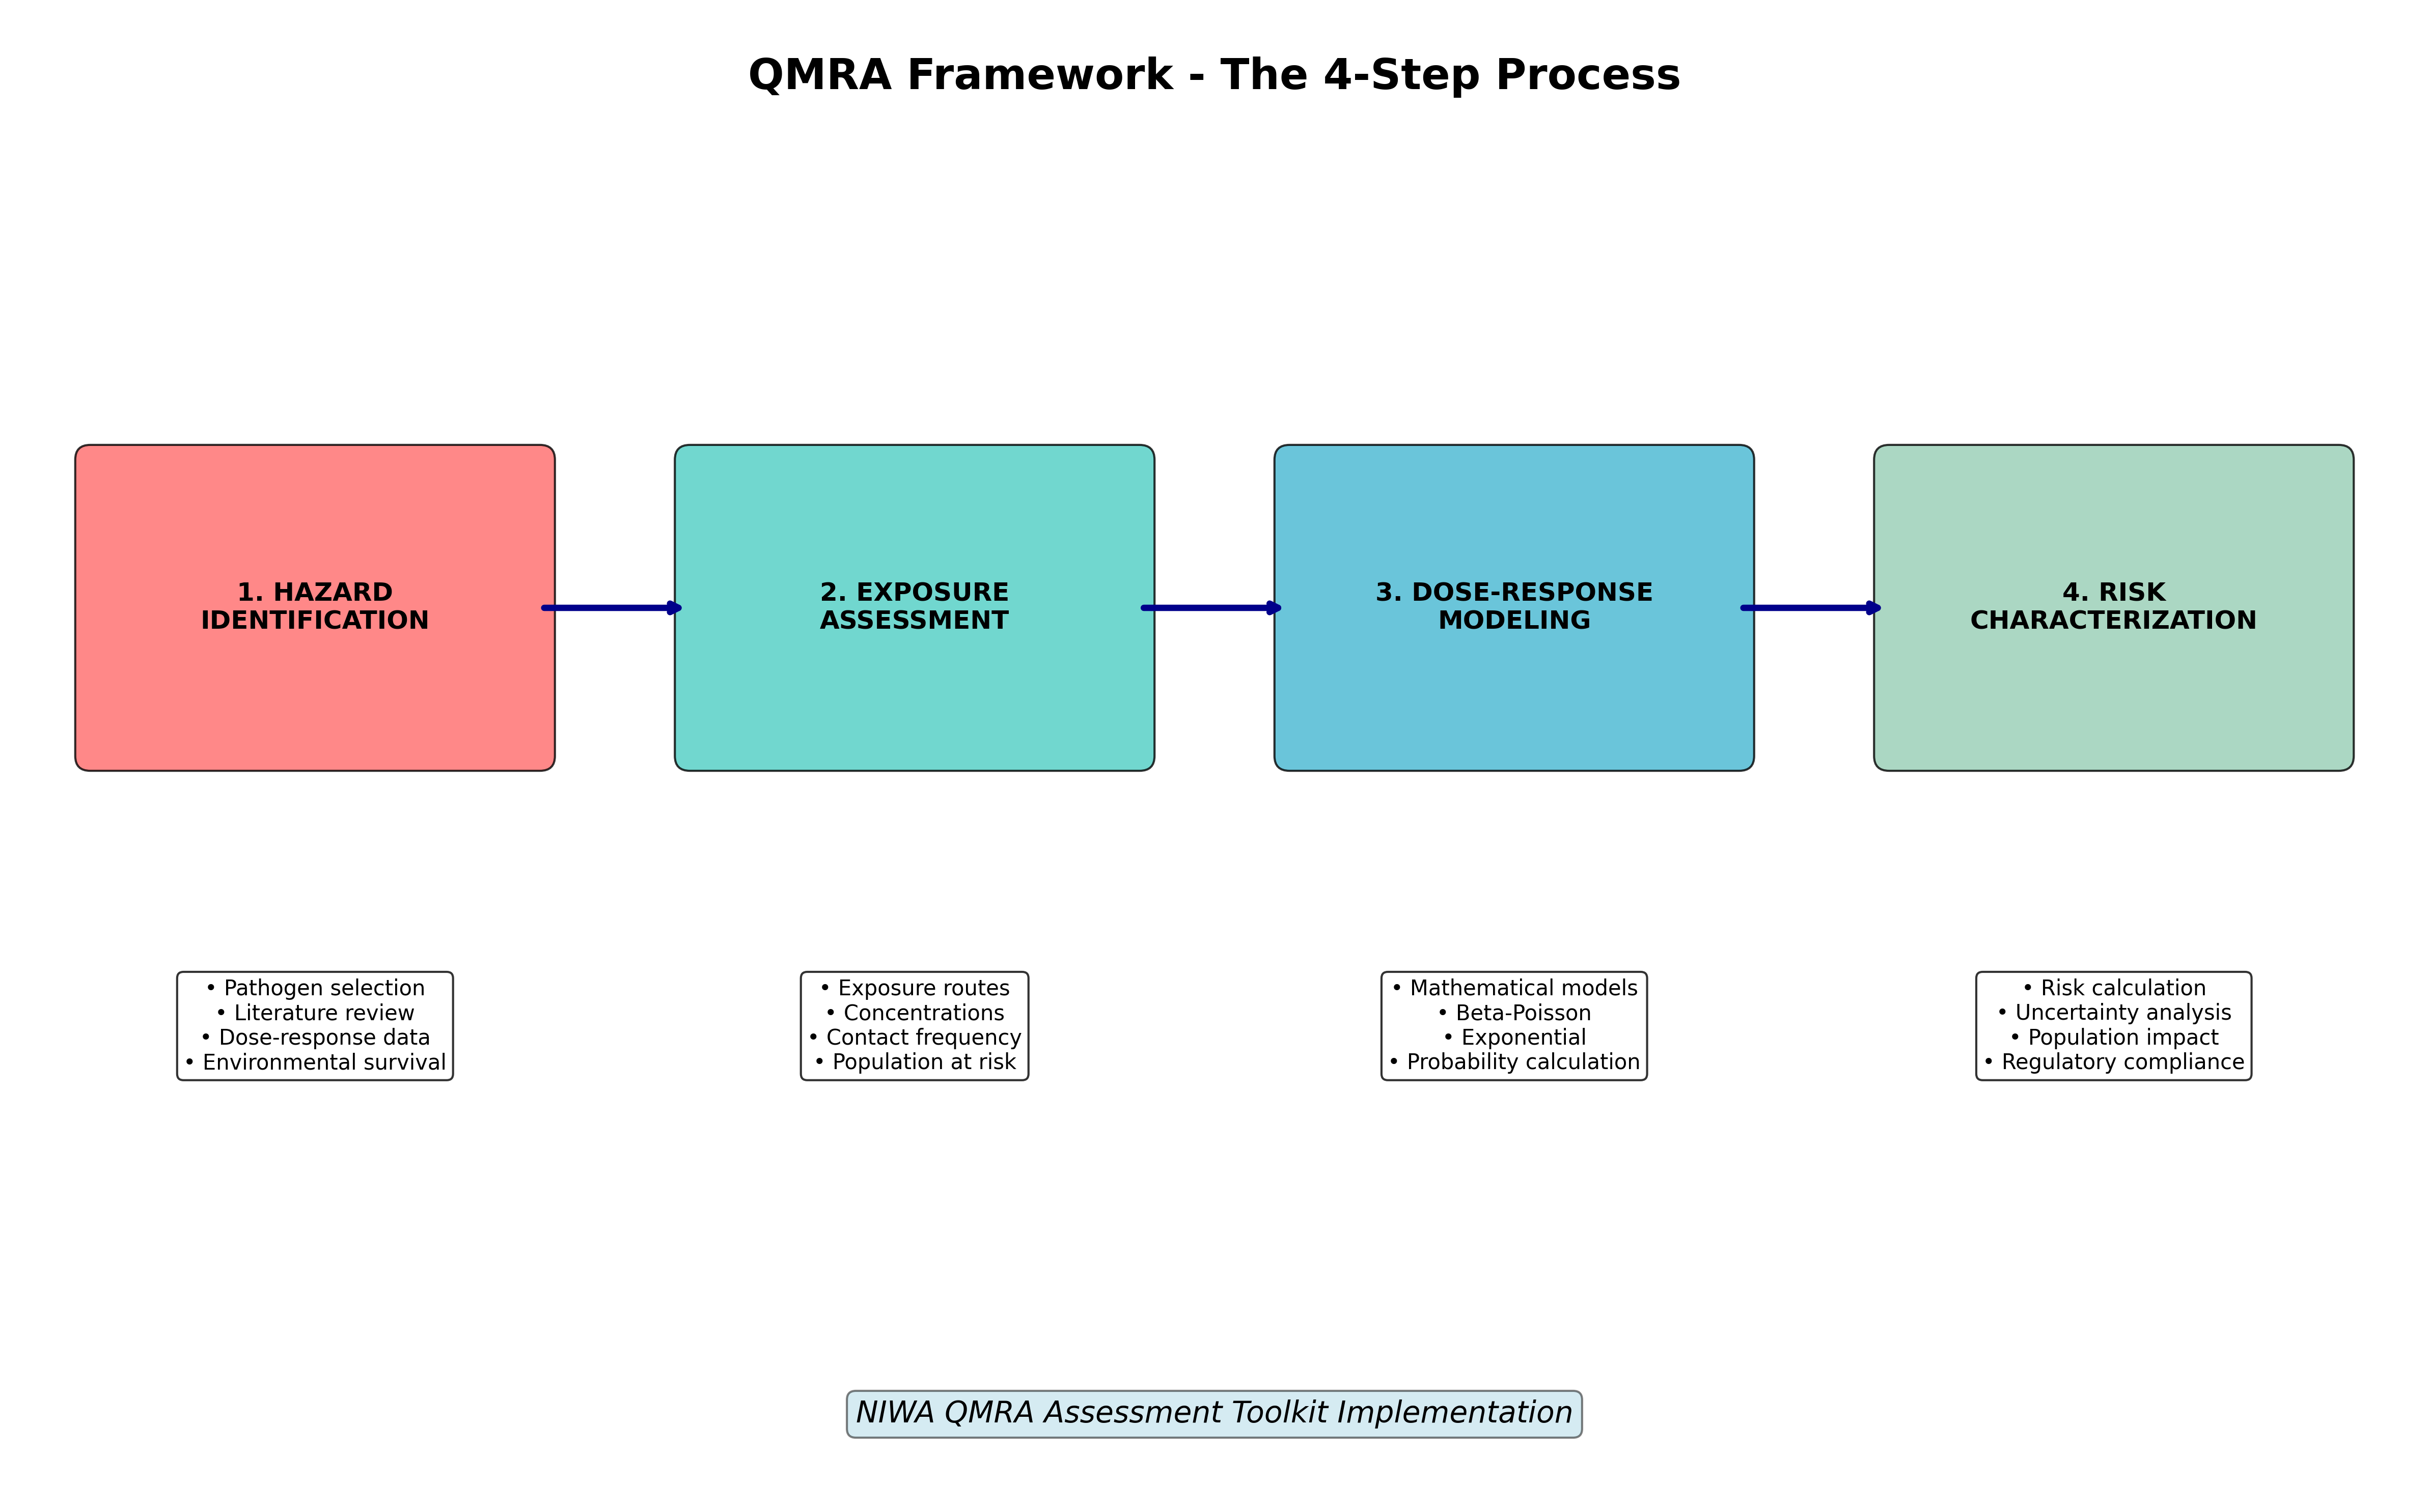 QMRA Framework - The 4-Step Process
1. HAZARD
IDENTIFICATION
2. EXPOSURE
ASSESSMENT
3. DOSE-RESPONSE
MODELING
4. RISK
CHARACTERIZATION
• Pathogen selection
• Literature review
• Dose-response data
• Environmental survival
• Exposure routes
• Concentrations
• Contact frequency
• Population at risk
• Mathematical models
• Beta-Poisson
• Exponential
• Probability calculation
• Risk calculation
• Uncertainty analysis
• Population impact
• Regulatory compliance
NIWA QMRA Assessment Toolkit Implementation